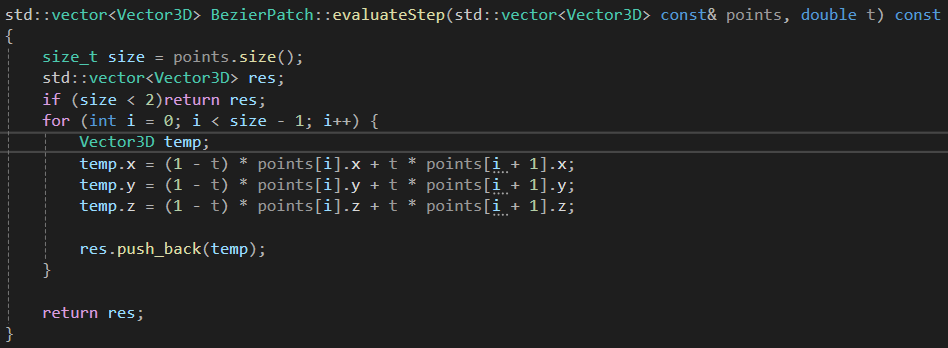 std::vector<Vector3D> BezierPatch::evaluateStep(std::vector<Vector3D> const& points, double t) const
{
    size_t size = points.size();
    std::vector<Vector3D> res;
    if (size < 2)return res;
    for (int i = 0; i < size - 1; i++) {
        Vector3D temp;
        temp.x = (1 - t) * points[i].x + t * points[i + 1].x;
        temp.y = (1 - t) * points[i].y + t * points[i + 1].y;
        temp.z = (1 - t) * points[i].z + t * points[i + 1].z;

        res.push_back(temp);
    }

    return res;
}